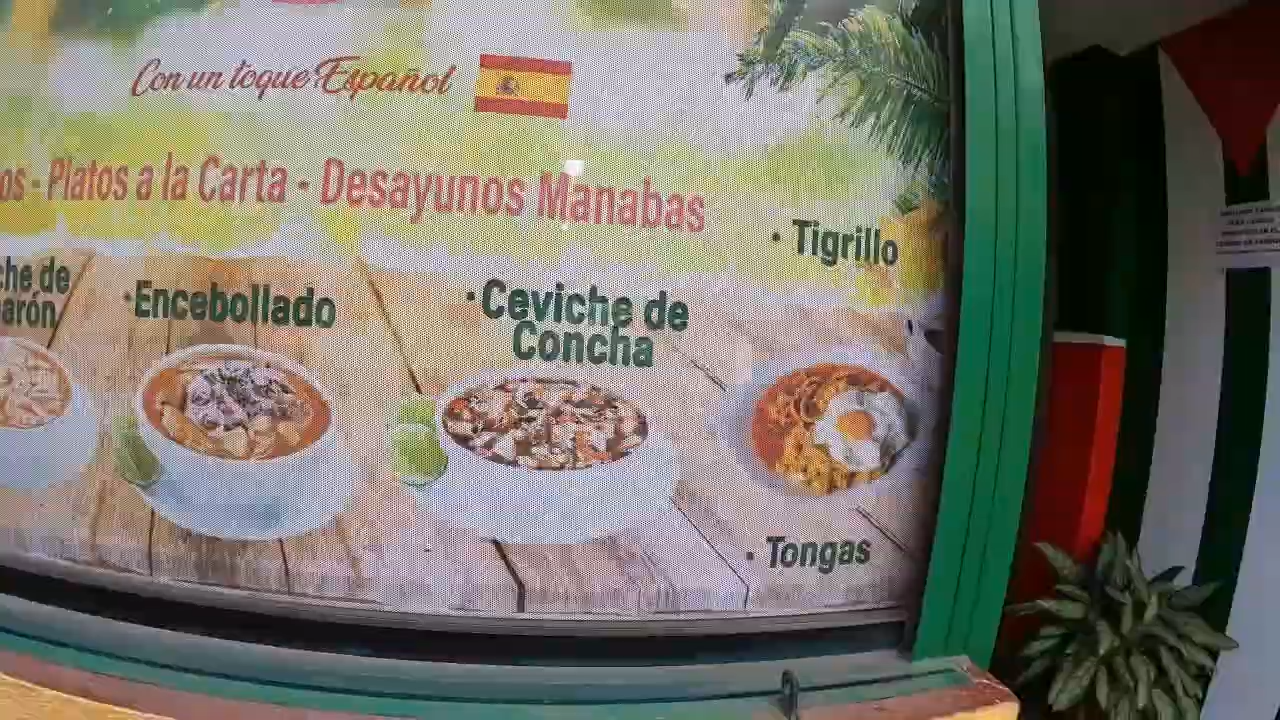 Con un toque Español
os - Platos a la Carta - Desayunos Manabas
· Tigrillo
che de
arón
· Encebollado
· Ceviche de
Concha
· Tongas